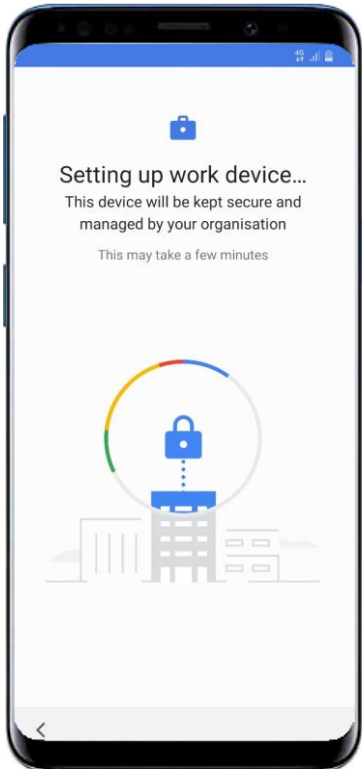 4G
Setting up work device...
This device will be kept secure and
managed by your organisation
This may take a few minutes